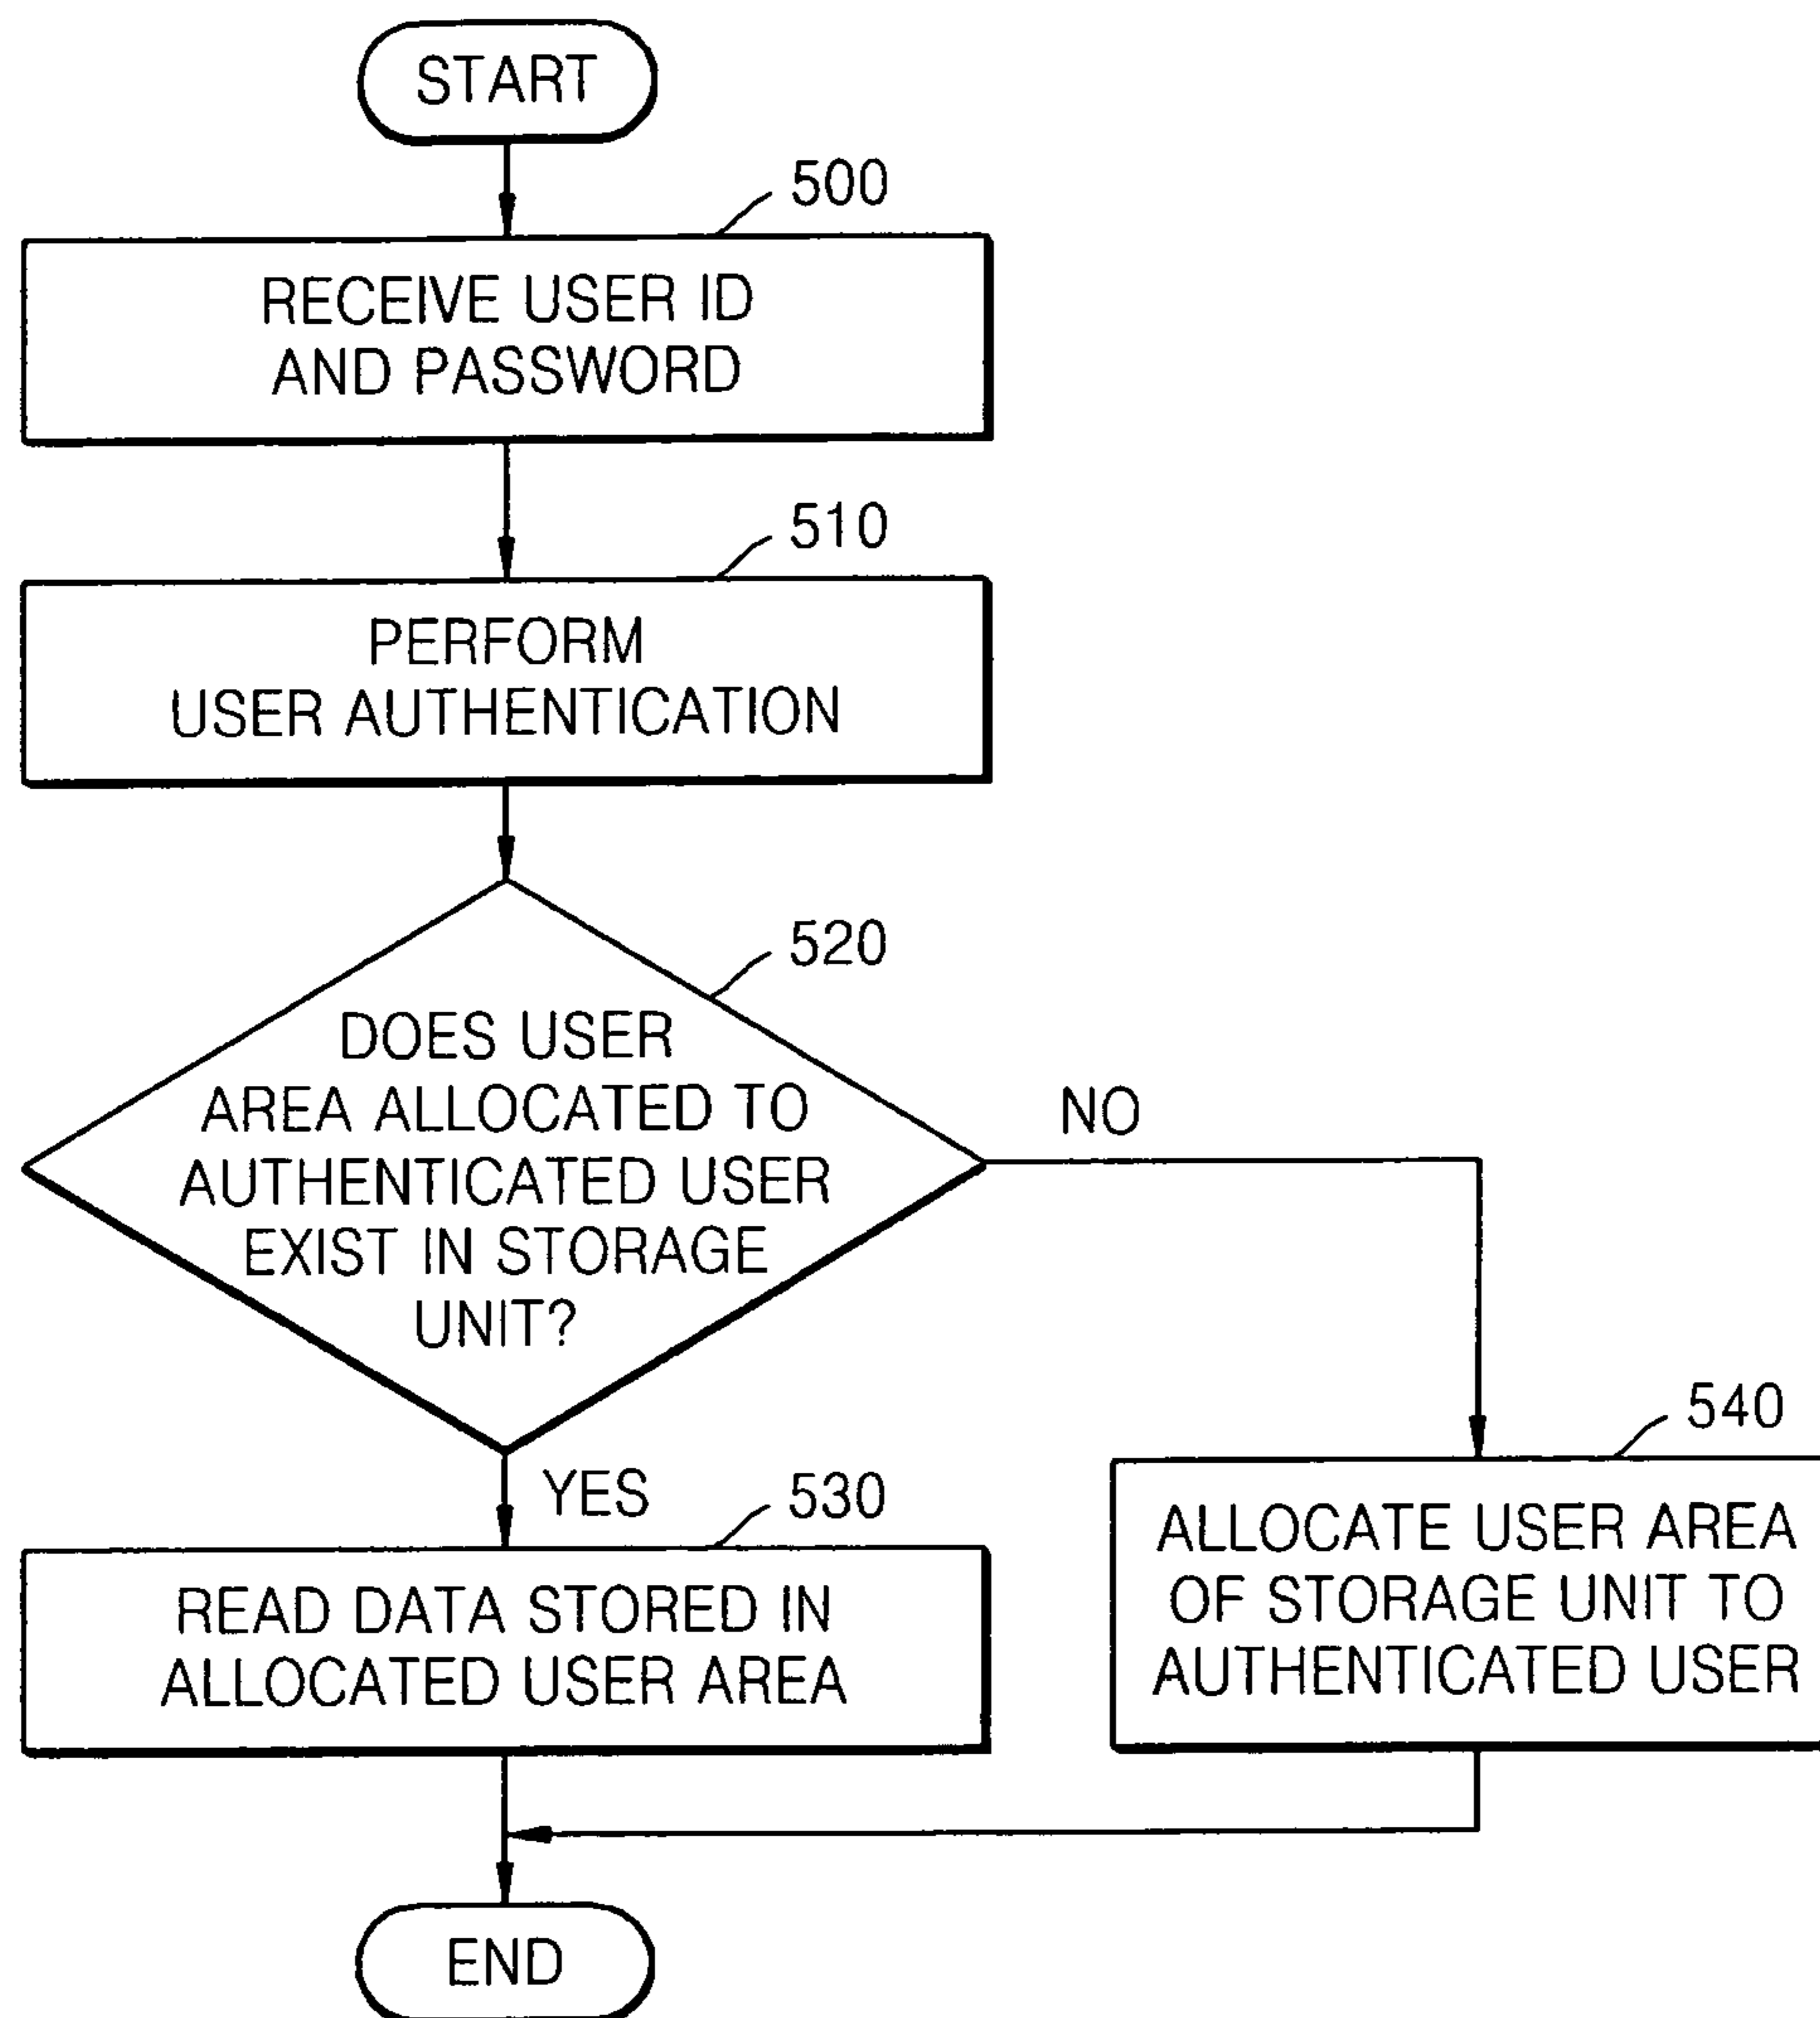 START
500
RECEIVE USER ID
AND PASSWORD
510
PERFORM
USER AUTHENTICATION
520
DOES USER
AREA ALLOCATED TO
AUTHENTICATED USER
EXIST IN STORAGE
UNIT?
NO
YES
530
READ DATA STORED IN
ALLOCATED USER AREA
540
ALLOCATE USER AREA
OF STORAGE UNIT TO
AUTHENTICATED USER
END